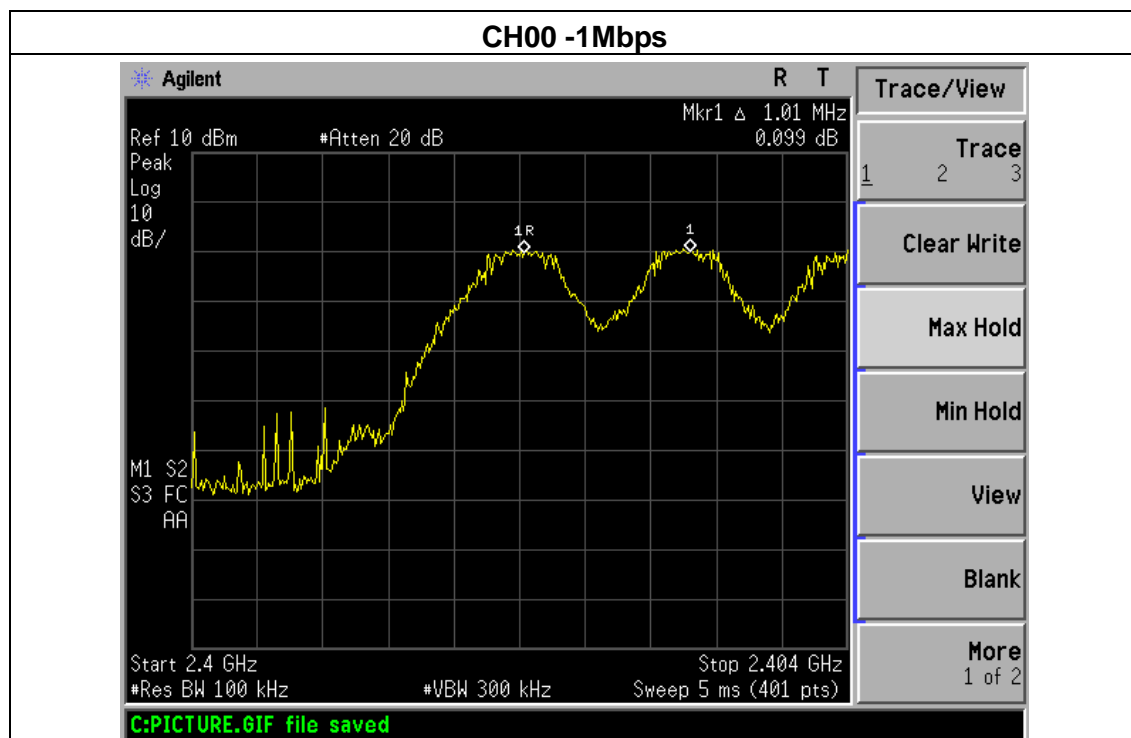 CH00 -1Mbps
Agilent
R T
Trace/View
Mkr1 Δ 1.01 MHz
Ref 10 dBm #Atten 20 dB 0.099 dB
Peak
Log
10
dB/
1R
1
M1 S2
S3 FC
AA
Start 2.4 GHz Stop 2.404 GHz
#Res BW 100 kHz #VBW 300 kHz Sweep 5 ms (401 pts)
C:PICTURE.GIF file saved
Trace
1 2 3
Clear Write
Max Hold
Min Hold
View
Blank
More
1 of 2